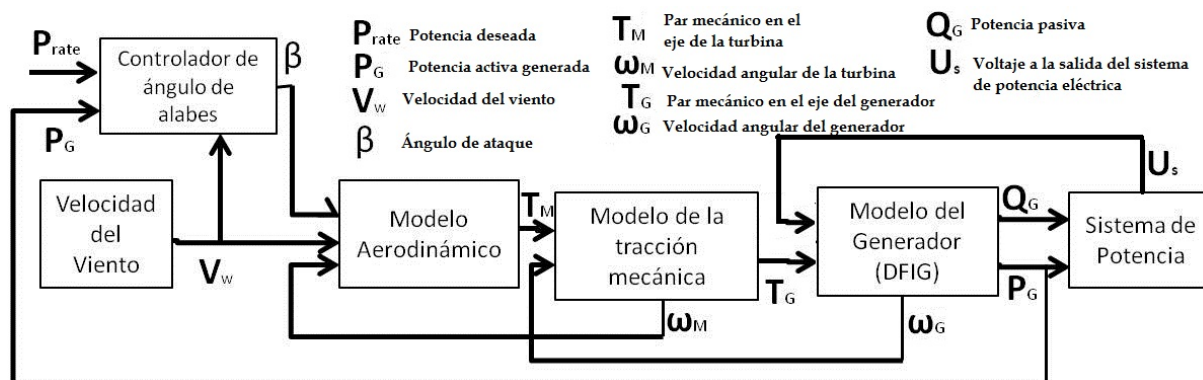 P_rate
P_G
Controlador de
ángulo de
alabes
β
P_rate Potencia deseada
P_G Potencia activa generada
V_w Velocidad del viento
β Ángulo de ataque
T_M Par mecánico en el
eje de la turbina
ω_M Velocidad angular de la turbina
T_G Par mecánico en el eje del generador
ω_G Velocidad angular del generador
Q_G Potencia pasiva
U_s Voltaje a la salida del sistema
de potencia eléctrica
Velocidad
del
Viento
V_w
Modelo
Aerodinámico
T_M
Modelo de la
tracción
mecánica
ω_M
T_G
Modelo del
Generador
(DFIG)
ω_G
Q_G
P_G
U_s
Sistema de
Potencia